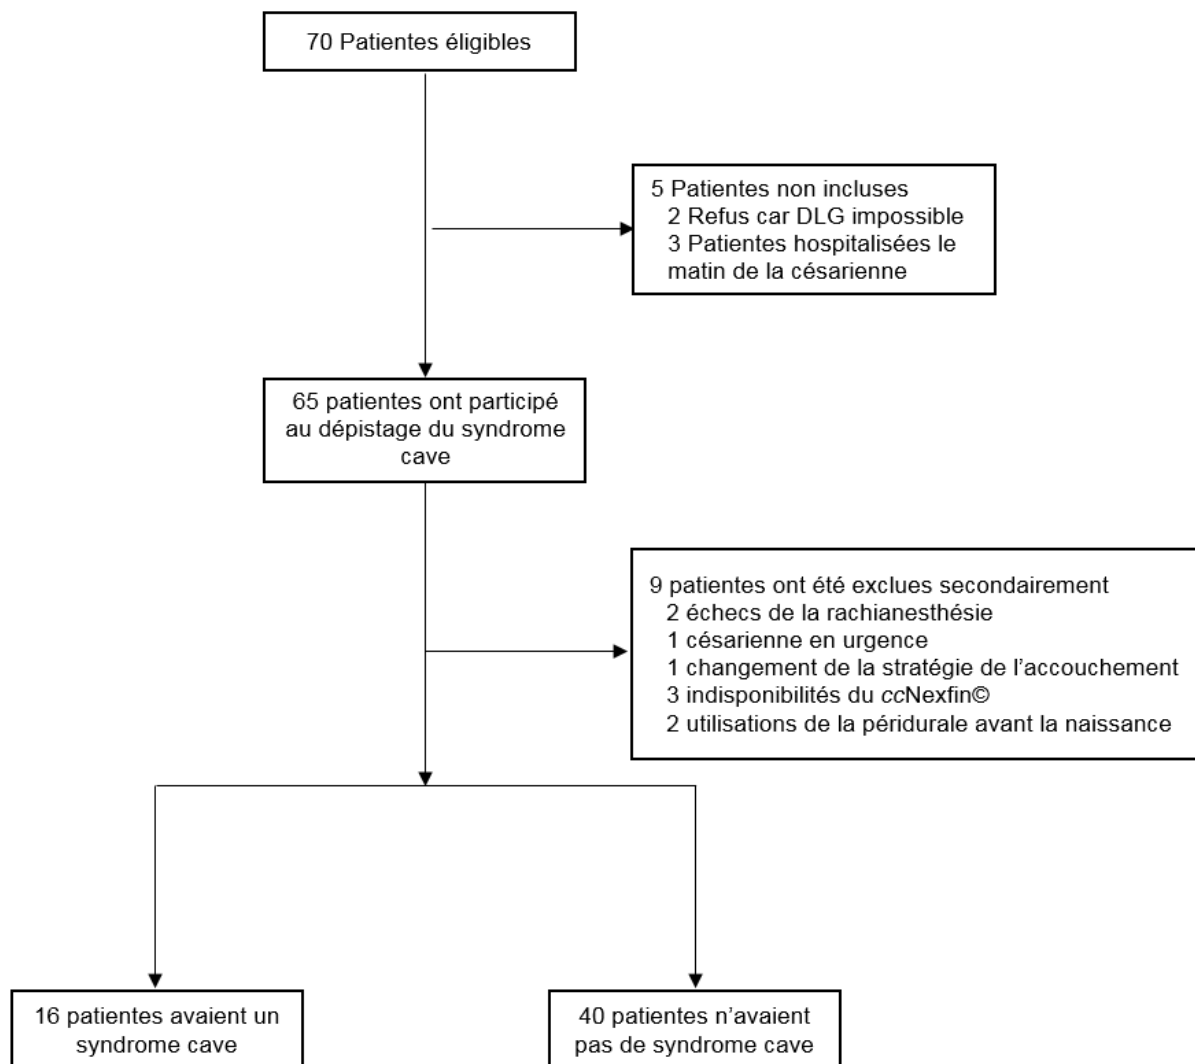 70 Patientes éligibles
5 Patientes non incluses
2 Refus car DLG impossible
3 Patientes hospitalisées le
matin de la césarienne
65 patientes ont participé
au dépistage du syndrome
cave
9 patientes ont été exclues secondairement
2 échecs de la rachianesthésie
1 césarienne en urgence
1 changement de la stratégie de l’accouchement
3 indisponibilités du ccNexfin©
2 utilisations de la péridurale avant la naissance
16 patientes avaient un
syndrome cave
40 patientes n’avaient
pas de syndrome cave